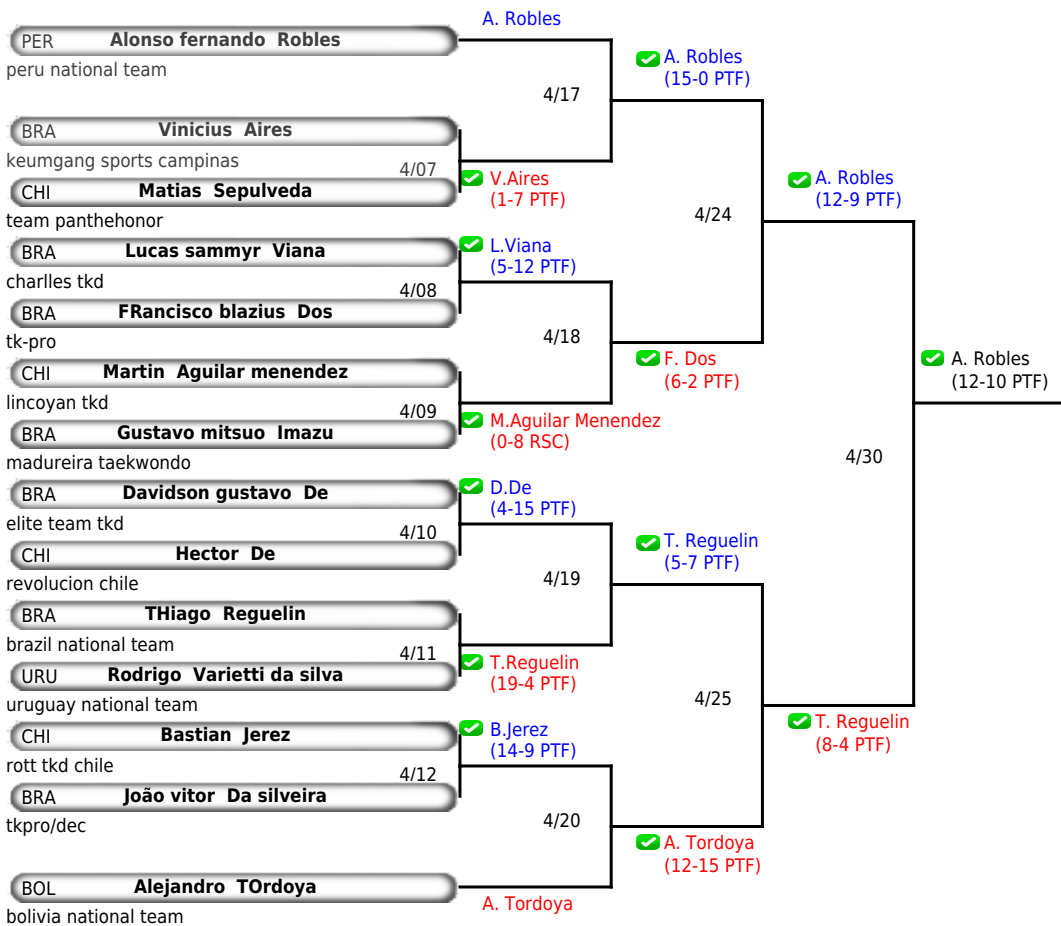 A. Robles
PER Alonso fernando Robles
peru national team
A. Robles
(15-0 PTF)
4/17
BRA Vinicius Aires
keumgang sports campinas
4/07
CHI Matias Sepulveda
team panthehonor
V.Aires
(1-7 PTF)
A. Robles
(12-9 PTF)
4/24
BRA Lucas sammyr Viana
charlles tkd
L.Viana
(5-12 PTF)
4/08
BRA FRancisco blazius Dos
tk-pro
4/18
F. Dos
(6-2 PTF)
CHI Martin Aguilar menendez
lincoyan tkd
4/09
BRA Gustavo mitsuo Imazu
madureira taekwondo
M.Aguilar Menendez
(0-8 RSC)
A. Robles
(12-10 PTF)
4/30
BRA Davidson gustavo De
elite team tkd
D.De
(4-15 PTF)
4/10
CHI Hector De
revolucion chile
T. Reguelin
(5-7 PTF)
4/19
BRA THiago Reguelin
brazil national team
4/11
URU Rodrigo Varietti da silva
uruguay national team
T.Reguelin
(19-4 PTF)
4/25
T. Reguelin
(8-4 PTF)
CHI Bastian Jerez
rott tkd chile
B.Jerez
(14-9 PTF)
4/12
BRA João vitor Da silveira
tkpro/dec
4/20
A. Tordoya
(12-15 PTF)
BOL Alejandro TOrdoya
bolivia national team
A. Tordoya